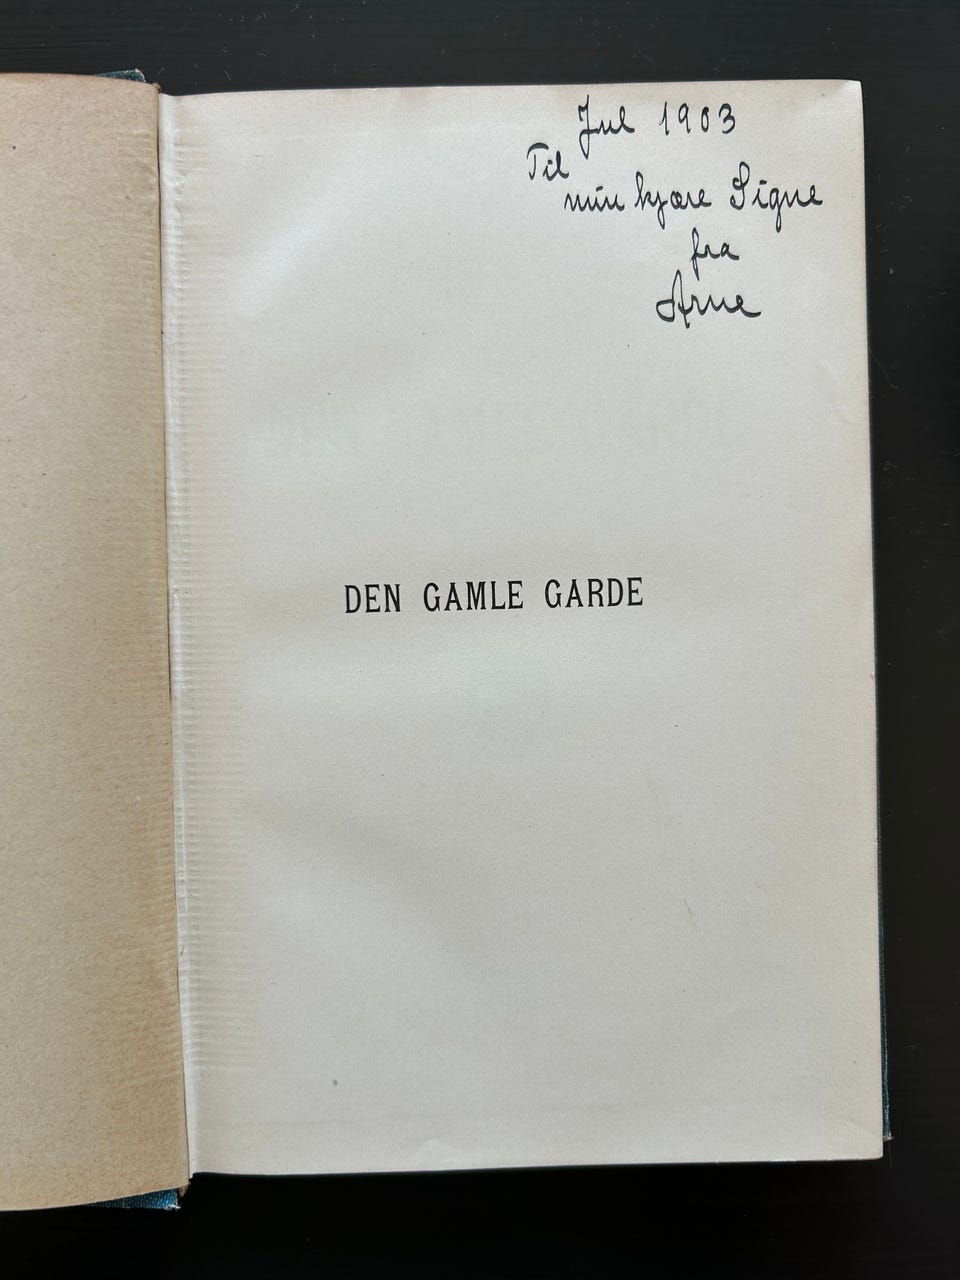 Jul 1903
Til
min kjære Signe
fra
Arne
DEN GAMLE GARDE